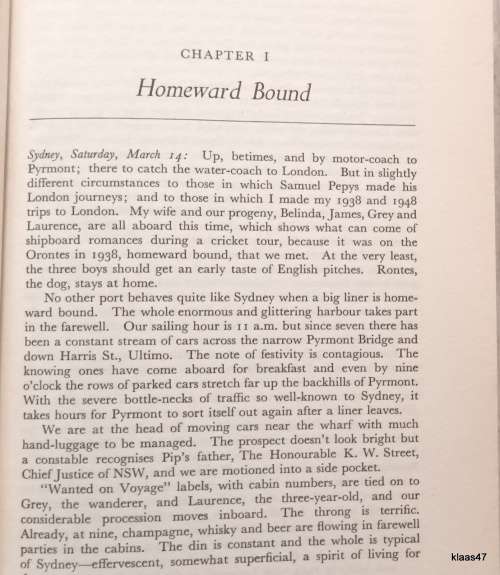 CHAPTER I
Homeward Bound
Sydney, Saturday, March 14: Up, betimes, and by motor-coach to
Pyrmont; there to catch the water-coach to London. But in slightly
different circumstances to those in which Samuel Pepys made his
London journeys; and to those in which I made my 1938 and 1948
trips to London. My wife and our progeny, Belinda, James, Grey and
Laurence, are all aboard this time, which shows what can come of
shipboard romances during a cricket tour, because it was on the
Orontes in 1938, homeward bound, that we met. At the very least,
the three boys should get an early taste of English pitches. Rontes,
the dog, stays at home.
No other port behaves quite like Sydney when a big liner is home-
ward bound. The whole enormous and glittering harbour takes part
in the farewell. Our sailing hour is 11 a.m. but since seven there has
been a constant stream of cars across the narrow Pyrmont Bridge and
down Harris St., Ultimo. The note of festivity is contagious. The
knowing ones have come aboard for breakfast and even by nine
o'clock the rows of parked cars stretch far up the backhills of Pyrmont.
With the severe bottle-necks of traffic so well-known to Sydney, it
takes hours for Pyrmont to sort itself out again after a liner leaves.
We are at the head of moving cars near the wharf with much
hand-luggage to be managed. The prospect doesn't look bright but
a constable recognises Pip's father, The Honourable K. W. Street,
Chief Justice of NSW, and we are motioned into a side pocket.
"Wanted on Voyage" labels, with cabin numbers, are tied on to
Grey, the wanderer, and Laurence, the three-year-old, and our
considerable procession moves inboard. The throng is terrific.
Already, at nine, champagne, whisky and beer are flowing in farewell
parties in the cabins. The din is constant and the whole is typical
of Sydney—effervescent, somewhat superficial, a spirit of living for
klaas47